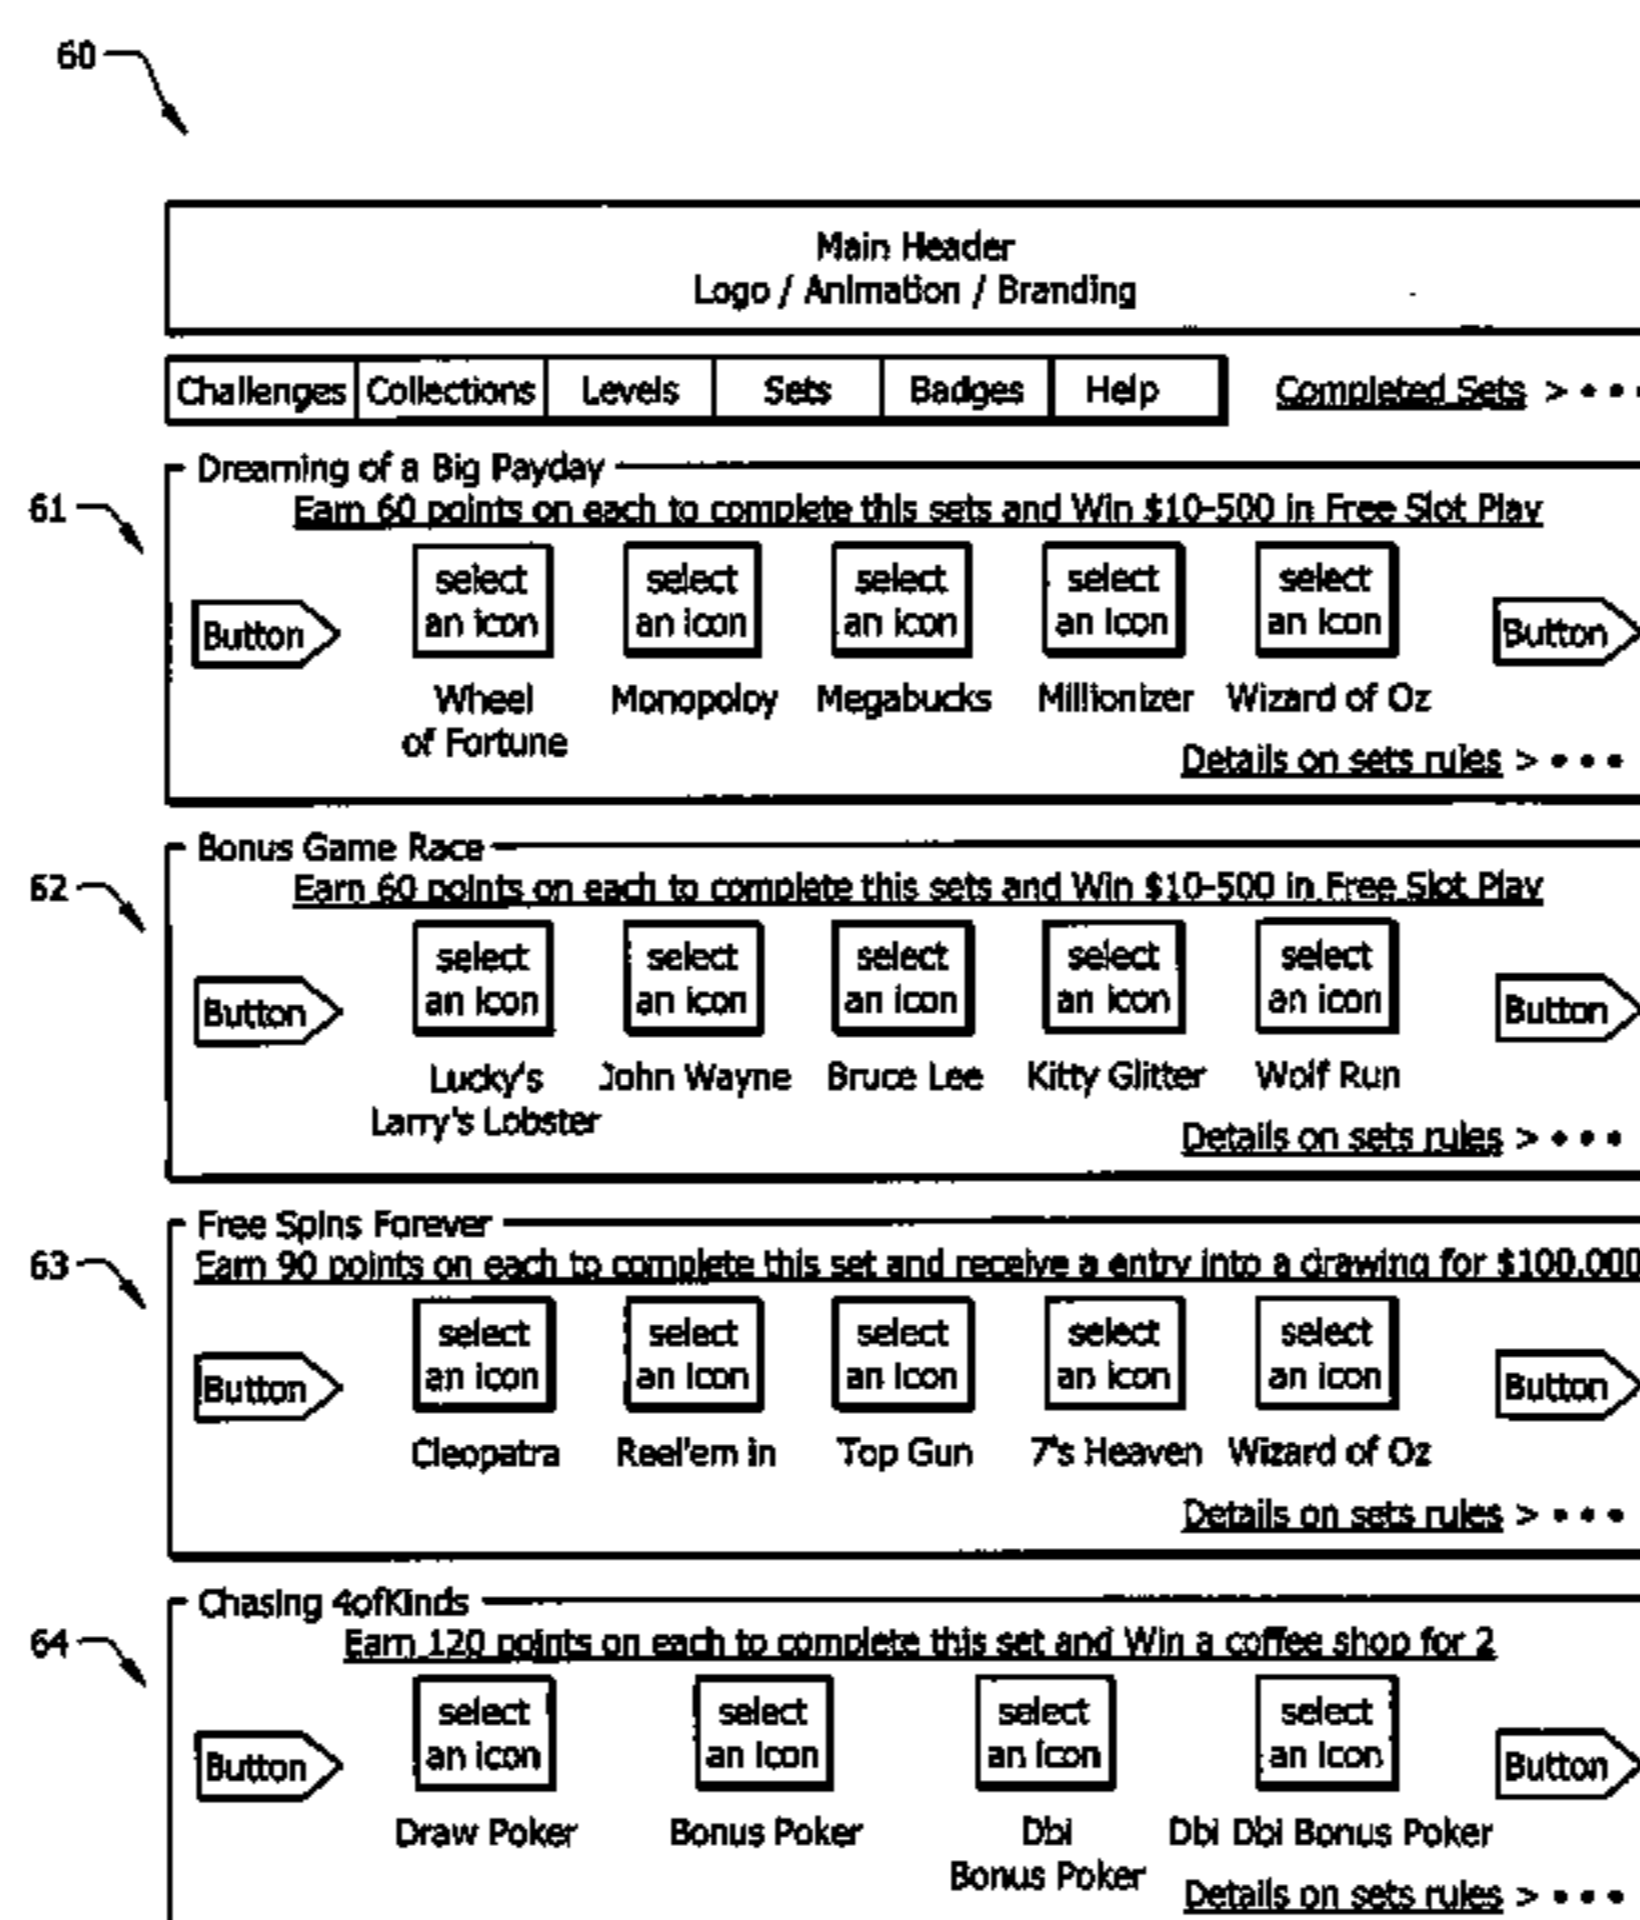 60
Main Header
Logo / Animation / Branding
Challenges Collections Levels Sets Badges Help Completed Sets > • • •
Dreaming of a Big Payday
61
Earn 60 points on each to complete this sets and Win $10-500 in Free Slot Play
select an icon select an icon select an icon select an icon select an icon
Button Button
Wheel of Fortune Monopoloy Megabucks Millionizer Wizard of Oz
Details on sets rules > • • •
Bonus Game Race
62
Earn 60 points on each to complete this sets and Win $10-500 in Free Slot Play
select an icon select an icon select an icon select an icon select an icon
Button Button
Lucky's Larry's Lobster John Wayne Bruce Lee Kitty Glitter Wolf Run
Details on sets rules > • • •
Free Spins Forever
63
Earn 90 points on each to complete this set and receive a entry into a drawing for $100,000
select an icon select an icon select an icon select an icon select an icon
Button Button
Cleopatra Reel'em in Top Gun 7's Heaven Wizard of Oz
Details on sets rules > • • •
Chasing 4ofKinds
64
Earn 120 points on each to complete this set and Win a coffee shop for 2
select an icon select an icon select an icon select an icon
Button Button
Draw Poker Bonus Poker Dbi Bonus Poker Dbi Dbi Bonus Poker
Details on sets rules > • • •